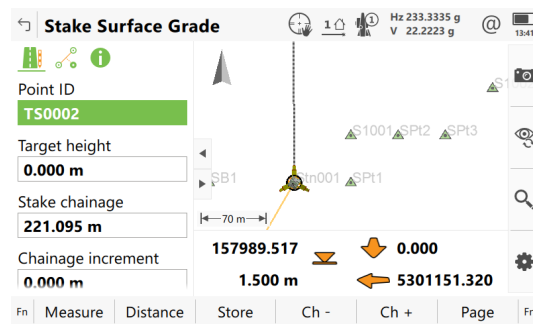 Stake Surface Grade
1
1
Hz 233.3335 g
V 22.2223 g
@
13:41
Point ID
TS0002
Target height
0.000 m
Stake chainage
221.095 m
Chainage increment
0.000 m
S1001
SPt2
SPt3
SB1
Stn001
SPt1
70 m
157989.517
0.000
1.500 m
5301151.320
Fn
Measure
Distance
Store
Ch -
Ch +
Page